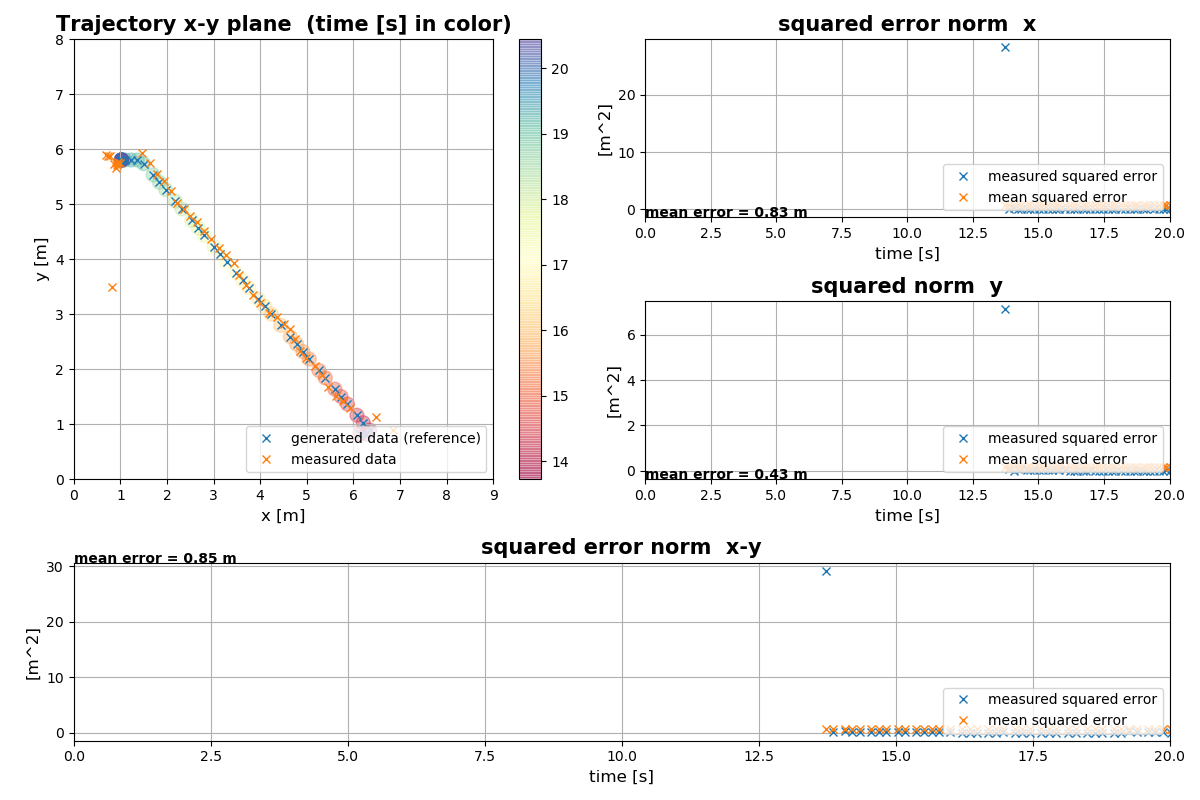 Trajectory x-y plane  (time [s] in color)
8
7
6
5
4
3
2
1
0
y [m]
0 1 2 3 4 5 6 7 8 9
x [m]
generated data (reference)
measured data
20
19
18
17
16
15
14
squared error norm  x
20
10
0
[m^2]
measured squared error
mean squared error
mean error = 0.83 m
0.0 2.5 5.0 7.5 10.0 12.5 15.0 17.5 20.0
time [s]
squared norm  y
6
4
2
0
[m^2]
measured squared error
mean squared error
mean error = 0.43 m
0.0 2.5 5.0 7.5 10.0 12.5 15.0 17.5 20.0
time [s]
squared error norm  x-y
mean error = 0.85 m
30
20
10
0
[m^2]
measured squared error
mean squared error
0.0 2.5 5.0 7.5 10.0 12.5 15.0 17.5 20.0
time [s]